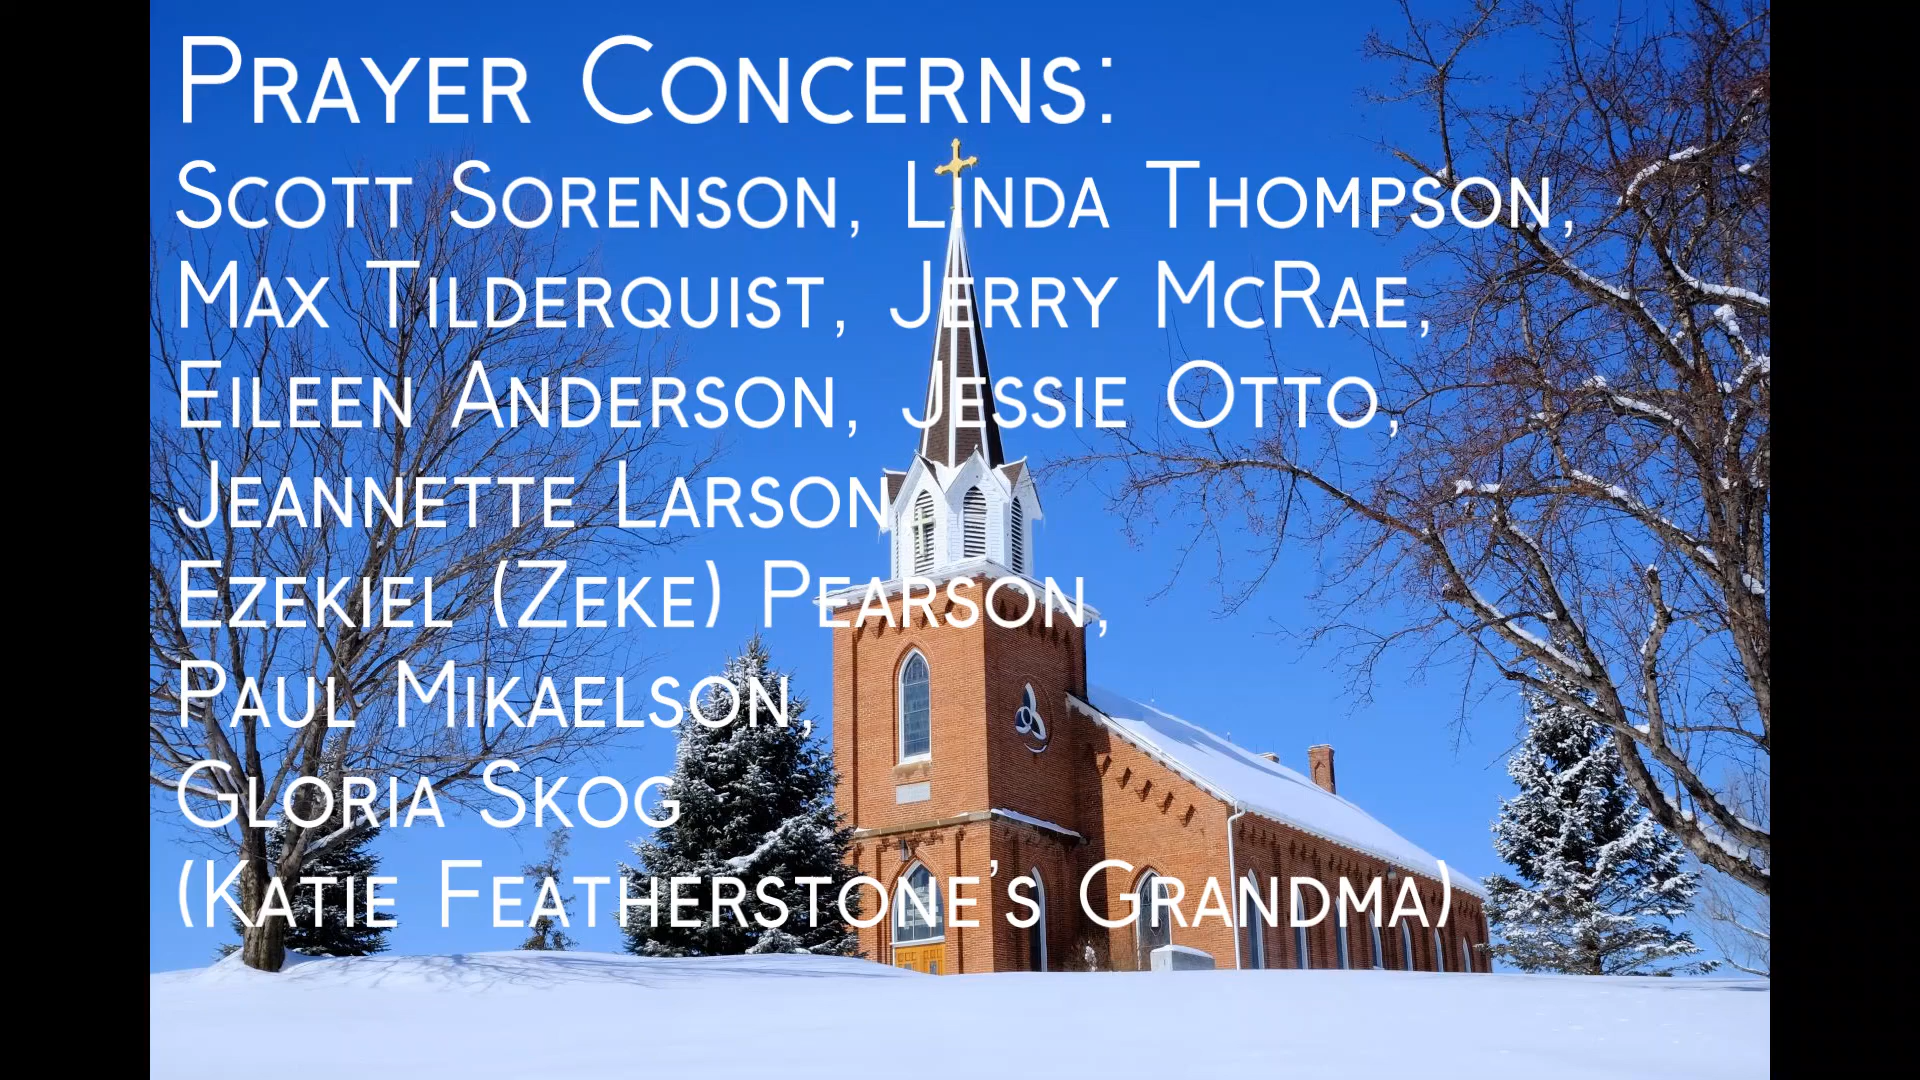 Prayer Concerns:
Scott Sorenson, Linda Thompson,
Max Tilderquist, Jerry McRae,
Eileen Anderson, Jessie Otto,
Jeannette Larson
Ezekiel (Zeke) Pearson,
Paul Mikaelson,
Gloria Skog
(Katie Featherstone's Grandma)